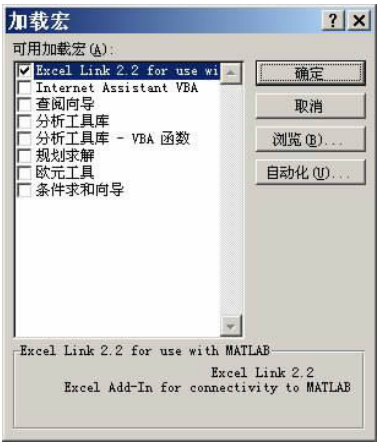 加载宏
可用加载宏(A):
Excel Link 2.2 for use wi
Internet Assistant VBA
查阅向导
分析工具库
分析工具库 - VBA 函数
规划求解
欧元工具
条件求和向导
确定
取消
浏览(B)...
自动化(U)...
Excel Link 2.2 for use with MATLAB
Excel Link 2.2
Excel Add-In for connectivity to MATLAB